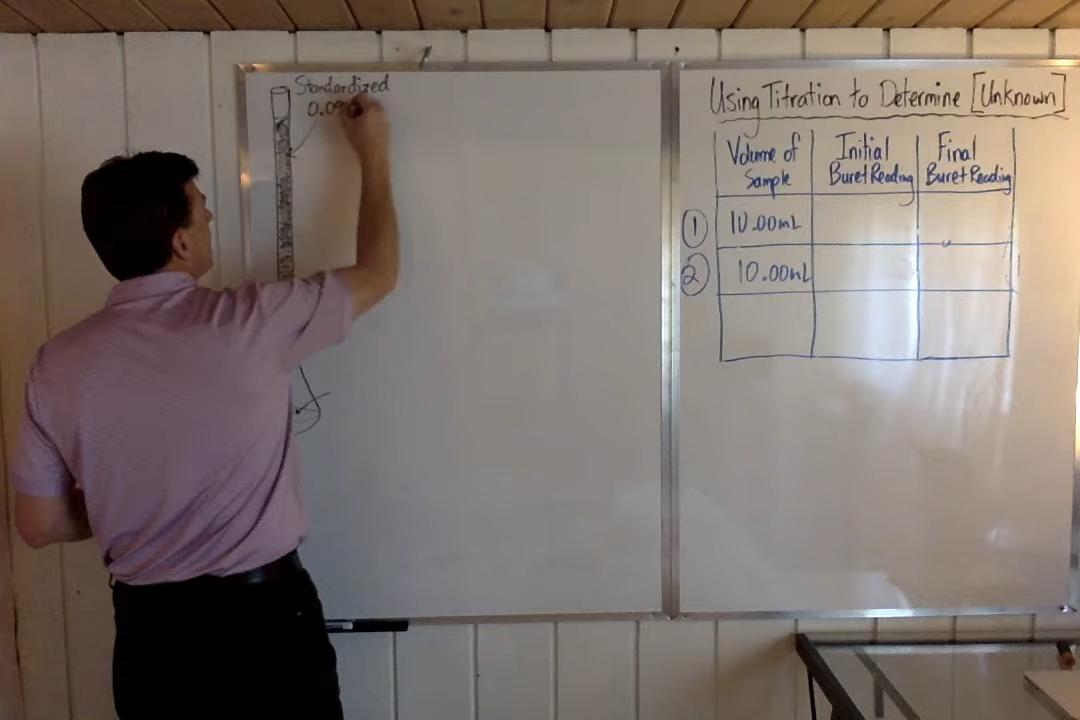 Standardized
Using Titration to Determine [Unknown]
Volume of Sample
Initial Buret Reading
Final Buret Reading
① 10.00mL
② 10.00mL